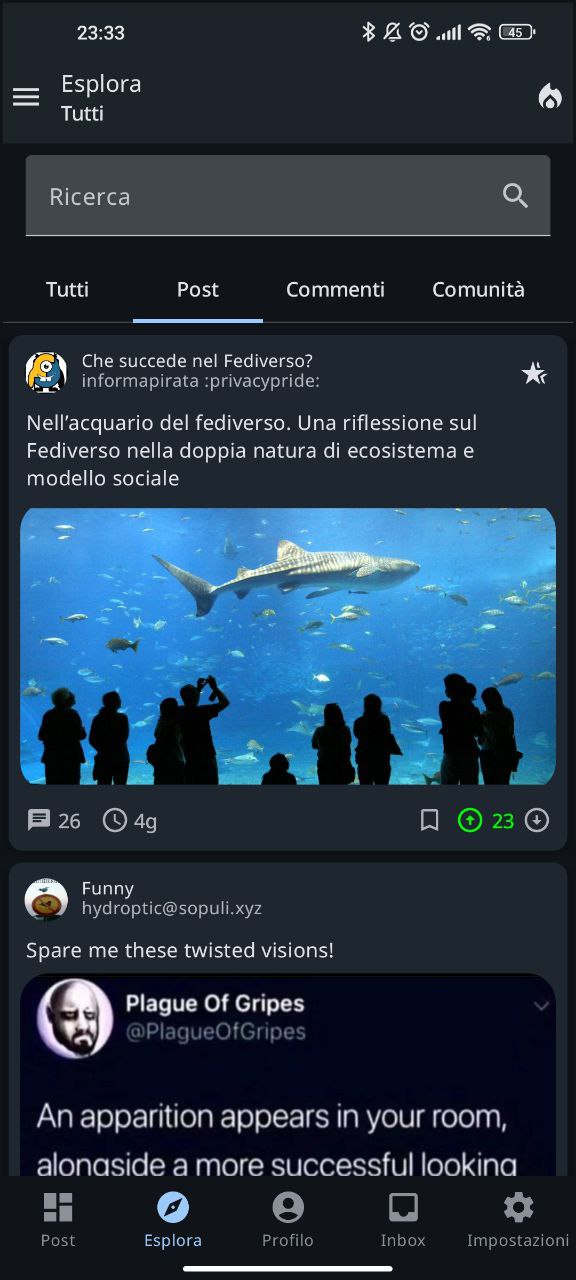 23:33
45
Esplora
Tutti
Ricerca
Tutti
Post
Commenti
Comunità
Che succede nel Fediverso?
informapirata :privacypride:
Nell’acquario del fediverso. Una riflessione sul
Fediverso nella doppia natura di ecosistema e
modello sociale
26
4g
23
Funny
hydroptic@sopuli.xyz
Spare me these twisted visions!
Plague Of Gripes
@PlagueOfGripes
An apparition appears in your room,
alongside a more successful looking
Post
Esplora
Profilo
Inbox
Impostazioni